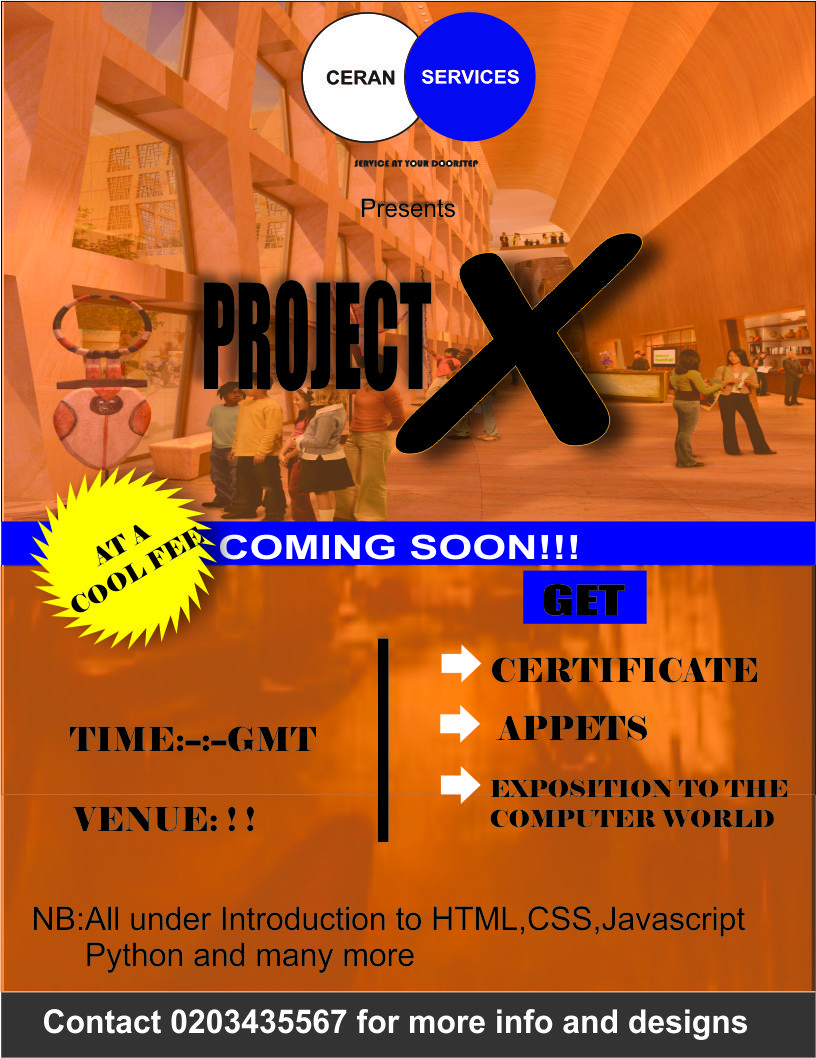 CERAN
SERVICES
SERVICE AT YOUR DOORSTEP
Presents
PROJECT X
AT A
COOL FEE
COMING SOON!!!
GET
CERTIFICATE
APPETS
EXPOSITION TO THE
COMPUTER WORLD
TIME:--:--GMT
VENUE: ! !
NB:All under Introduction to HTML,CSS,Javascript
Python and many more
Contact 0203435567 for more info and designs